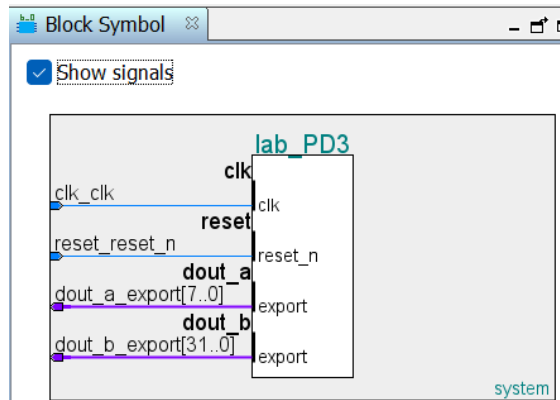 Block Symbol
Show signals
lab_PD3
clk
clk_clk
clk
reset
reset_reset_n
reset_n
dout_a
dout_a_export[7..0]
export
dout_b
dout_b_export[31..0]
export
system